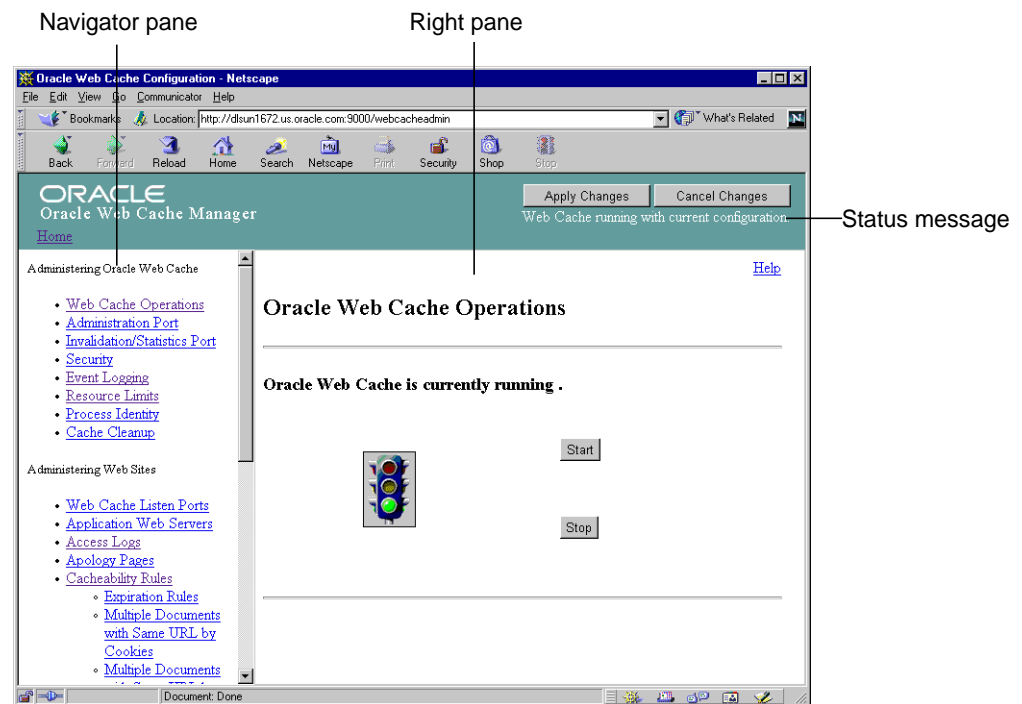 Navigator pane
Right pane
Oracle Web Cache Configuration - Netscape
File Edit View Go Communicator Help
Bookmarks Location: http://dlsun1672.us.oracle.com:9000/webcacheadmin What's Related N
Back Forward Reload Home Search Netscape Print Security Shop Stop
ORACLE
Oracle Web Cache Manager
Home
Apply Changes Cancel Changes
Web Cache running with current configuration
Status message
Administering Oracle Web Cache
• Web Cache Operations
• Administration Port
• Invalidation/Statistics Port
• Security
• Event Logging
• Resource Limits
• Process Identity
• Cache Cleanup
Administering Web Sites
• Web Cache Listen Ports
• Application Web Servers
• Access Logs
• Apology Pages
• Cacheability Rules
◦ Expiration Rules
◦ Multiple Documents
with Same URL by
Cookies
◦ Multiple Documents
Help
Oracle Web Cache Operations
Oracle Web Cache is currently running .
Start
Stop
Document: Done